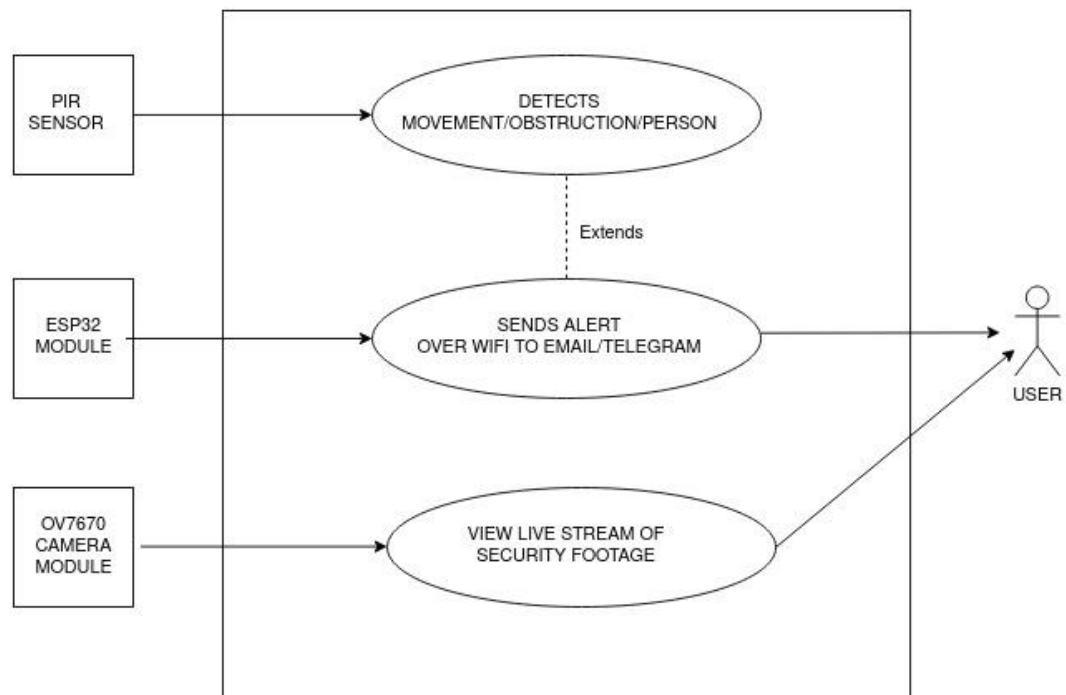 PIR
SENSOR
DETECTS
MOVEMENT/OBSTRUCTION/PERSON
Extends
ESP32
MODULE
SENDS ALERT
OVER WIFI TO EMAIL/TELEGRAM
USER
OV7670
CAMERA
MODULE
VIEW LIVE STREAM OF
SECURITY FOOTAGE